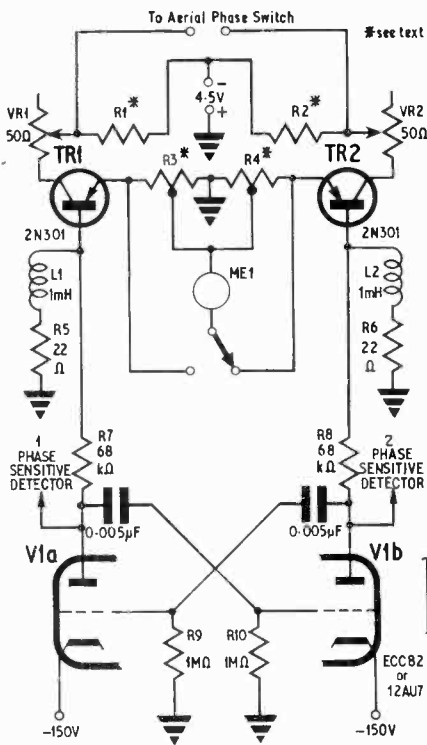 To Aerial Phase Switch
*see text
VR1
50Ω
R1*
4·5V
-
+
R2*
VR2
50Ω
TR1
R3*
R4*
TR2
2N301
2N301
ME1
L1
1mH
L2
1mH
R5
22
Ω
R6
22
Ω
R7
68
kΩ
R8
68
kΩ
1
PHASE
SENSITIVE
DETECTOR
2
PHASE
SENSITIVE
DETECTOR
0·005µF
0·005µF
V1a
V1b
R9
1MΩ
R10
1MΩ
ECC82
or
12AU7
-150V
-150V